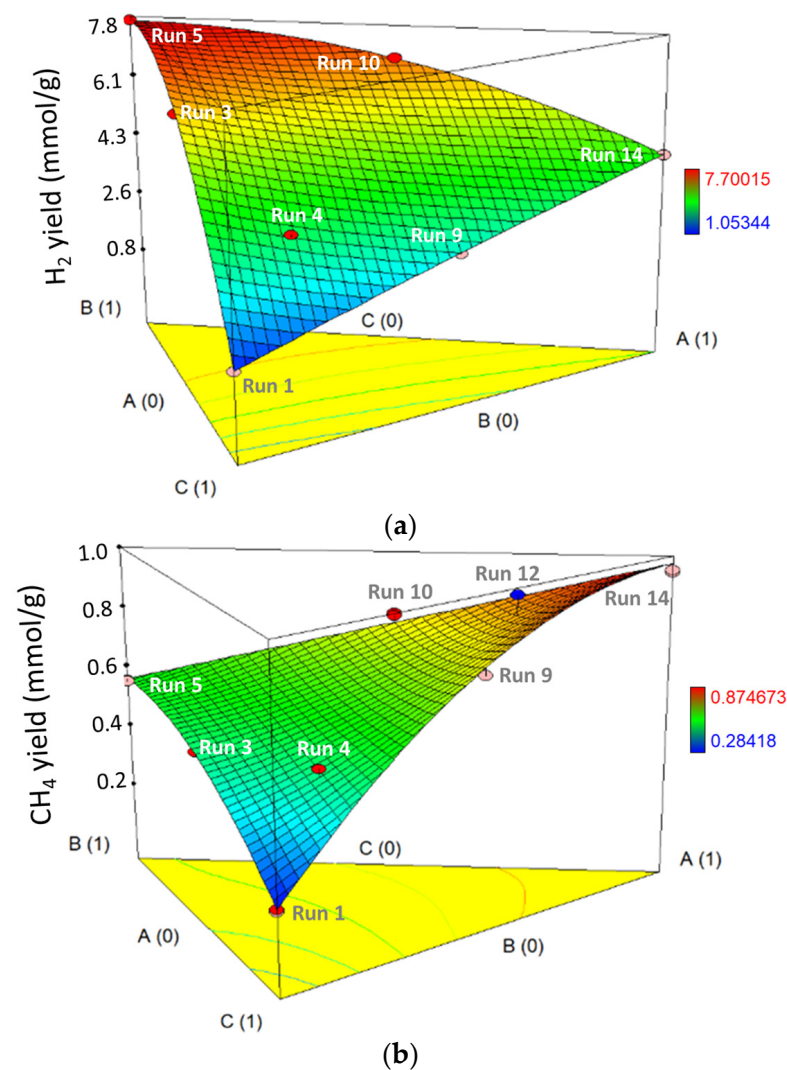 7.8
Run 5
Run 10
6.1
Run 3
4.3
Run 14
7.70015
2.6
Run 4
1.05344
Run 9
0.8
H2 yield (mmol/g)
B (1)
C (0)
A (1)
Run 1
A (0)
B (0)
C (1)
(a)
1.0
Run 12
Run 10
0.8
Run 14
0.6
Run 9
Run 5
0.874673
0.4
Run 3
Run 4
0.28418
0.2
CH4 yield (mmol/g)
B (1)
C (0)
A (1)
Run 1
A (0)
B (0)
C (1)
(b)